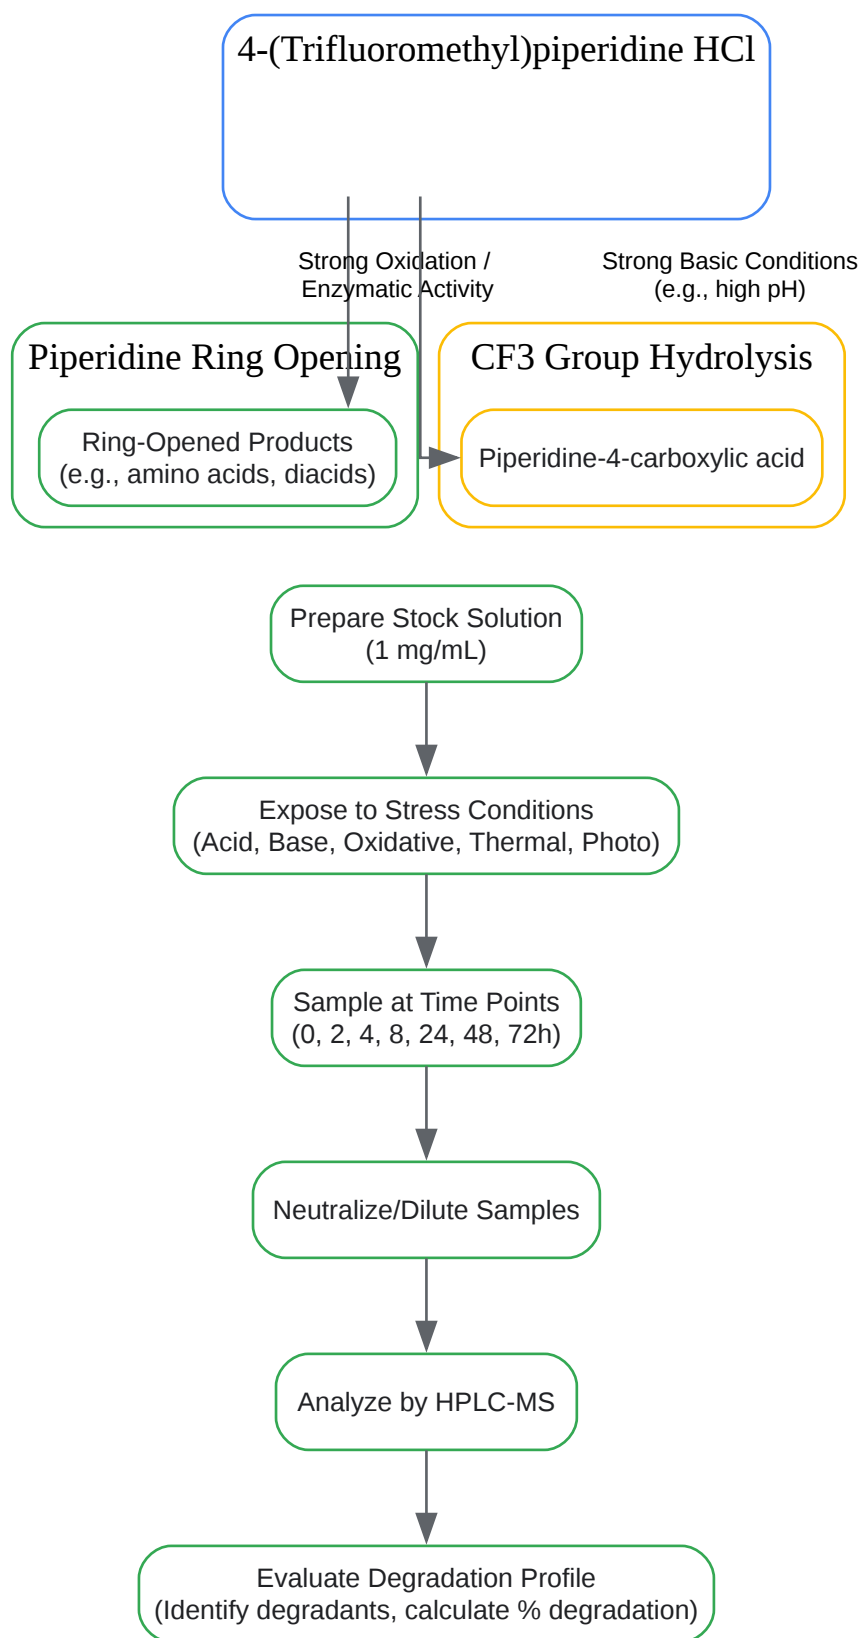 4-(Trifluoromethyl)piperidine HCl
Strong Oxidation /
Enzymatic Activity
Strong Basic Conditions
(e.g., high pH)
Piperidine Ring Opening
Ring-Opened Products
(e.g., amino acids, diacids)
CF3 Group Hydrolysis
Piperidine-4-carboxylic acid
Prepare Stock Solution
(1 mg/mL)
Expose to Stress Conditions
(Acid, Base, Oxidative, Thermal, Photo)
Sample at Time Points
(0, 2, 4, 8, 24, 48, 72h)
Neutralize/Dilute Samples
Analyze by HPLC-MS
Evaluate Degradation Profile
(Identify degradants, calculate % degradation)